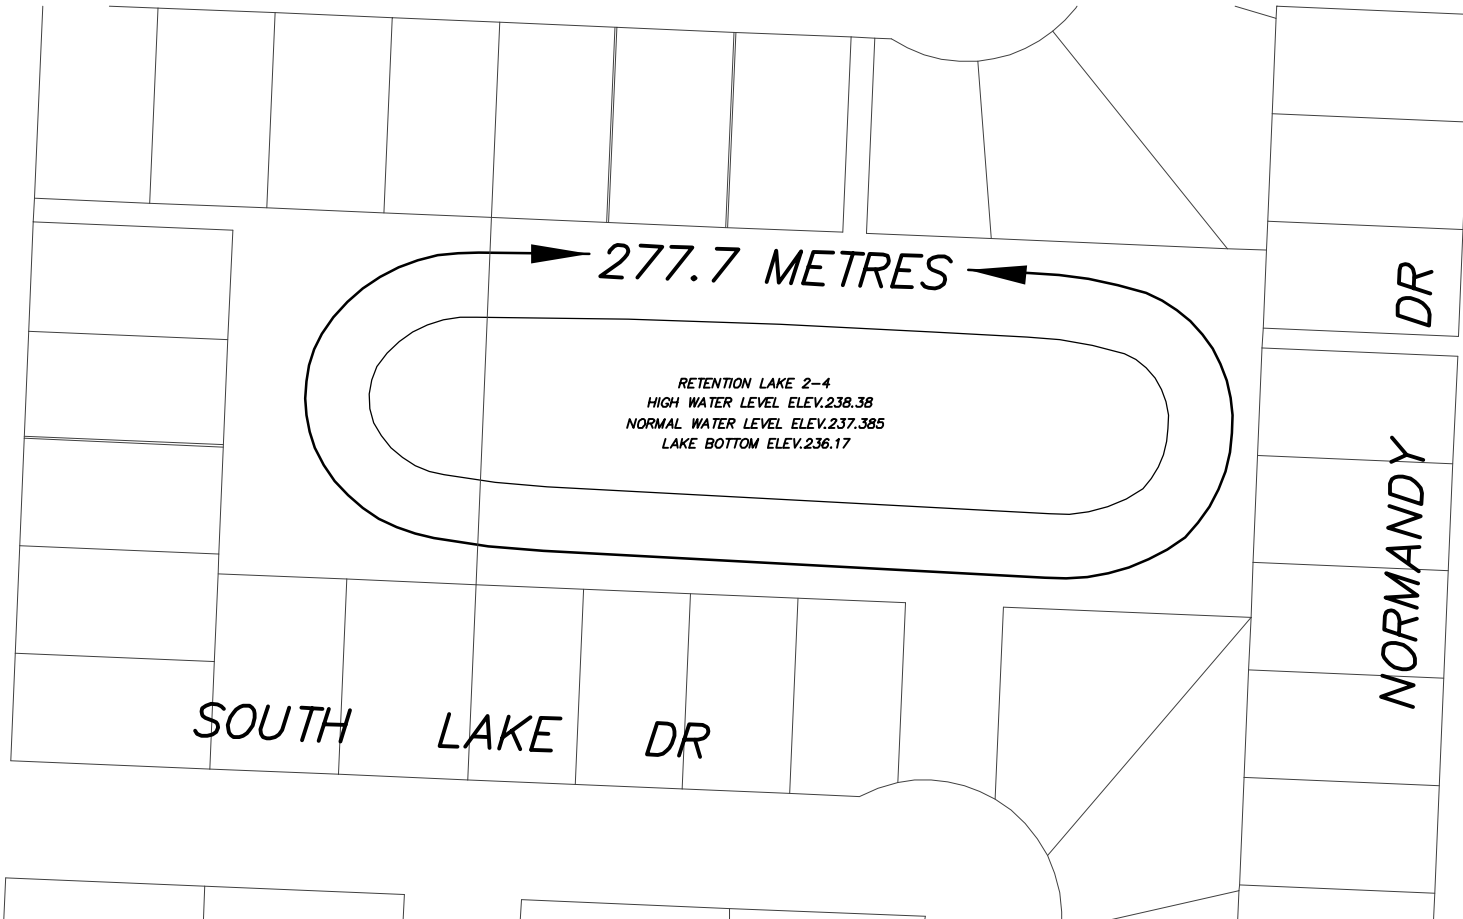 277.7 METRES
RETENTION LAKE 2-4
HIGH WATER LEVEL ELEV.238.38
NORMAL WATER LEVEL ELEV.237.385
LAKE BOTTOM ELEV.236.17
SOUTH LAKE DR
NORMANDY DR